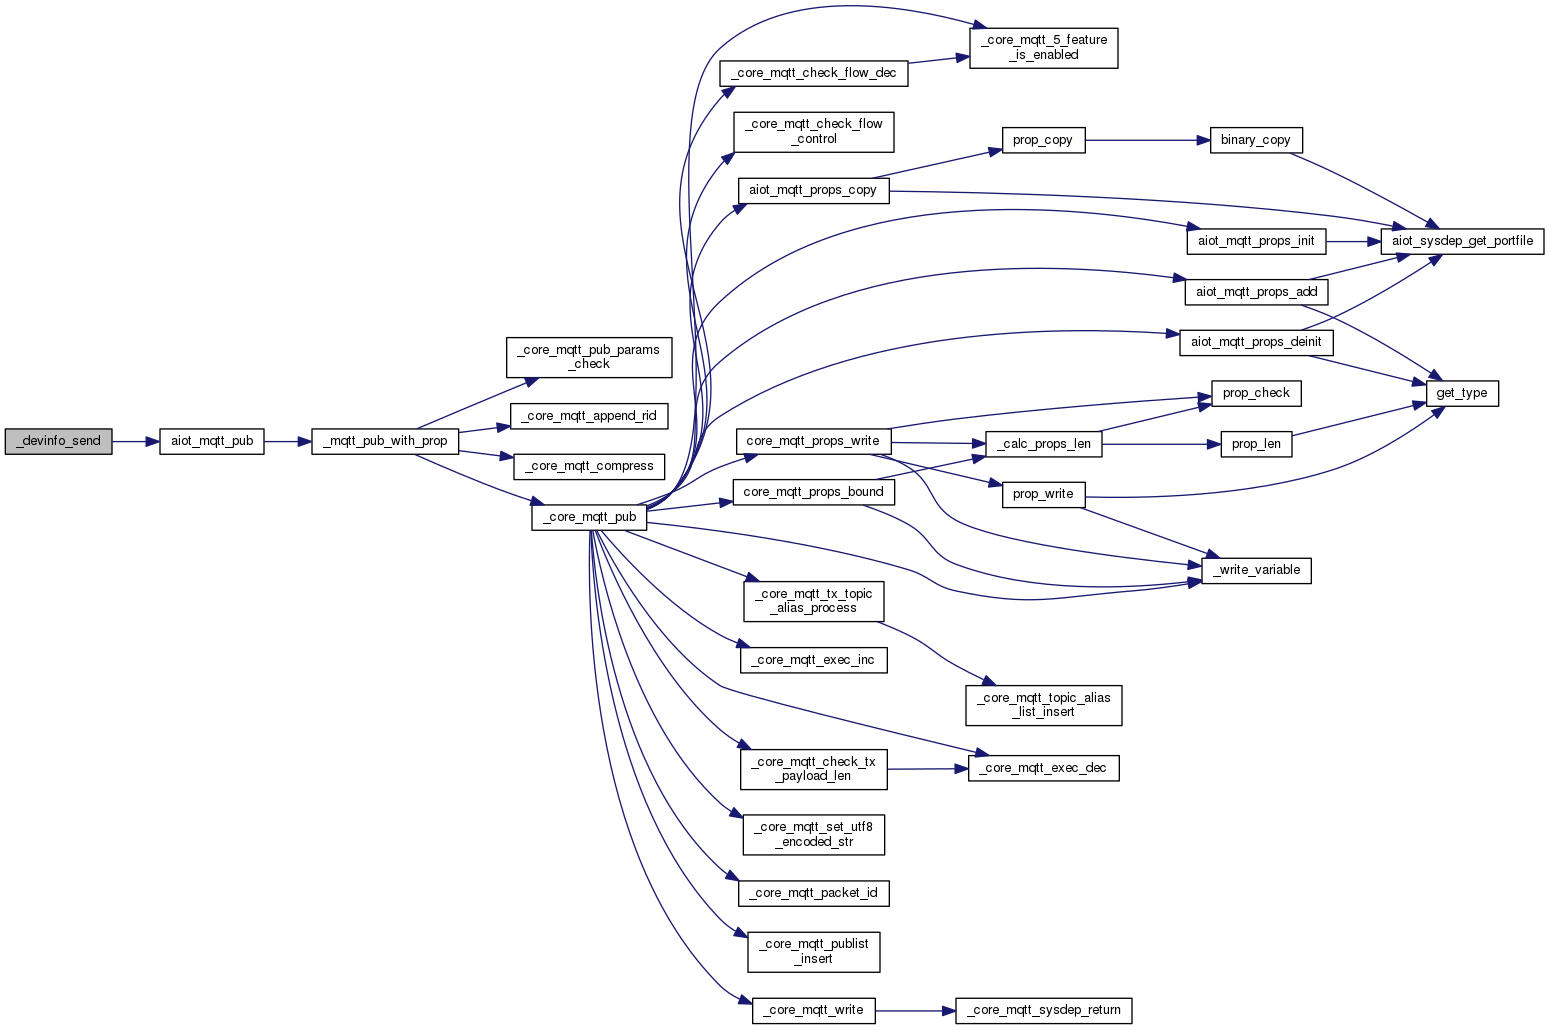 _devinfo_send
aiot_mqtt_pub
_mqtt_pub_with_prop
_core_mqtt_pub_params
_check
_core_mqtt_append_rid
_core_mqtt_compress
_core_mqtt_pub
_core_mqtt_5_feature
_is_enabled
_core_mqtt_check_flow_dec
_core_mqtt_check_flow
_control
aiot_mqtt_props_copy
prop_copy
binary_copy
aiot_mqtt_props_init
aiot_sysdep_get_portfile
aiot_mqtt_props_add
aiot_mqtt_props_deinit
get_type
prop_check
core_mqtt_props_write
_calc_props_len
prop_len
core_mqtt_props_bound
prop_write
_write_variable
_core_mqtt_tx_topic
_alias_process
_core_mqtt_exec_inc
_core_mqtt_topic_alias
_list_insert
_core_mqtt_check_tx
_payload_len
_core_mqtt_exec_dec
_core_mqtt_set_utf8
_encoded_str
_core_mqtt_packet_id
_core_mqtt_publist
_insert
_core_mqtt_write
_core_mqtt_sysdep_return